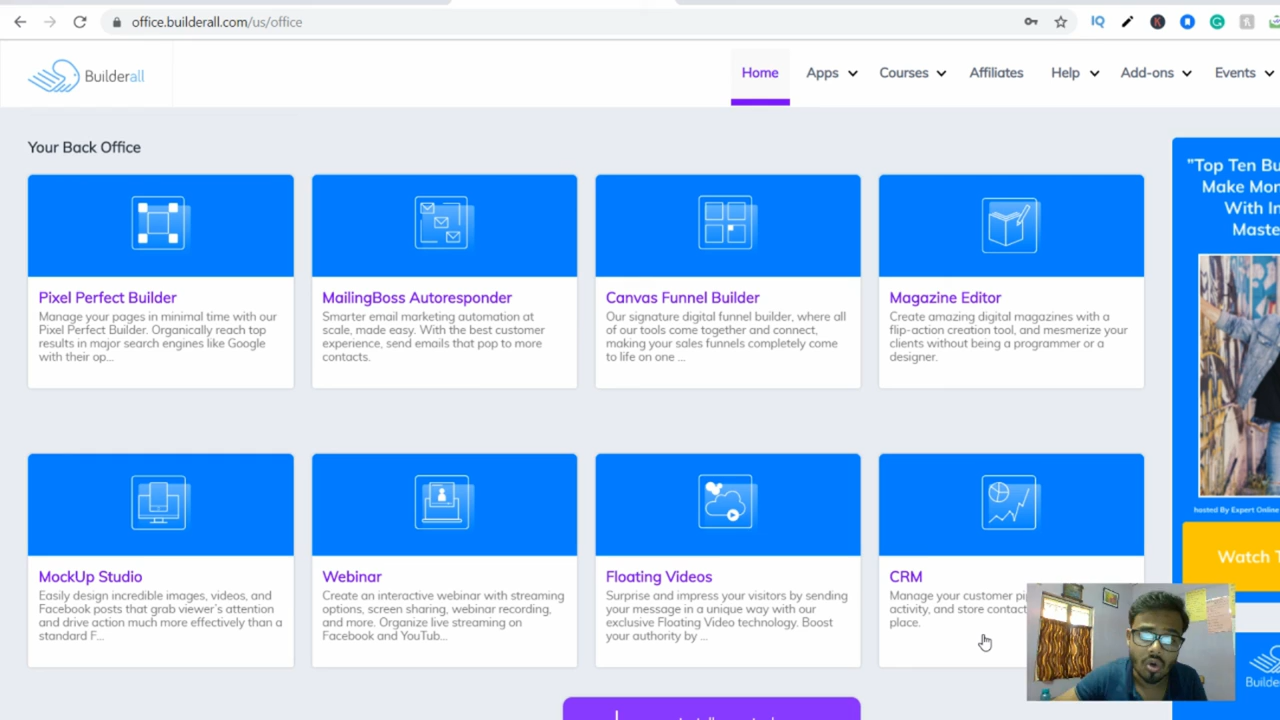 office.builderall.com/us/office
IQ
Builderall
Home
Apps
Courses
Affiliates
Help
Add-ons
Events
Your Back Office
Pixel Perfect Builder
Manage your pages in minimal time with our
Pixel Perfect Builder. Organically reach top
results in major search engines like Google
with their op...
MailingBoss Autoresponder
Smarter email marketing automation at
scale, made easy. With the best customer
experience, send emails that pop to more
contacts.
Canvas Funnel Builder
Our signature digital funnel builder, where all
of our tools come together and connect,
making your sales funnels completely come
to life on one ...
Magazine Editor
Create amazing digital magazines with a
flip-action creation tool, and mesmerize your
clients without being a programmer or a
designer.
"Top Ten Bu
Make Mon
With In
Maste
hosted By Expert Online
Watch T
MockUp Studio
Easily design incredible images, videos, and
Facebook posts that grab viewer's attention
and drive action much more effectively than a
standard F...
Webinar
Create an interactive webinar with streaming
options, screen sharing, webinar recording,
and more. Organize live streaming on
Facebook and YouTub...
Floating Videos
Surprise and impress your visitors by sending
your message in a unique way with our
exclusive Floating Video technology. Boost
your authority by ...
CRM
Manage your customer pi
activity, and store contact
place.
Builde